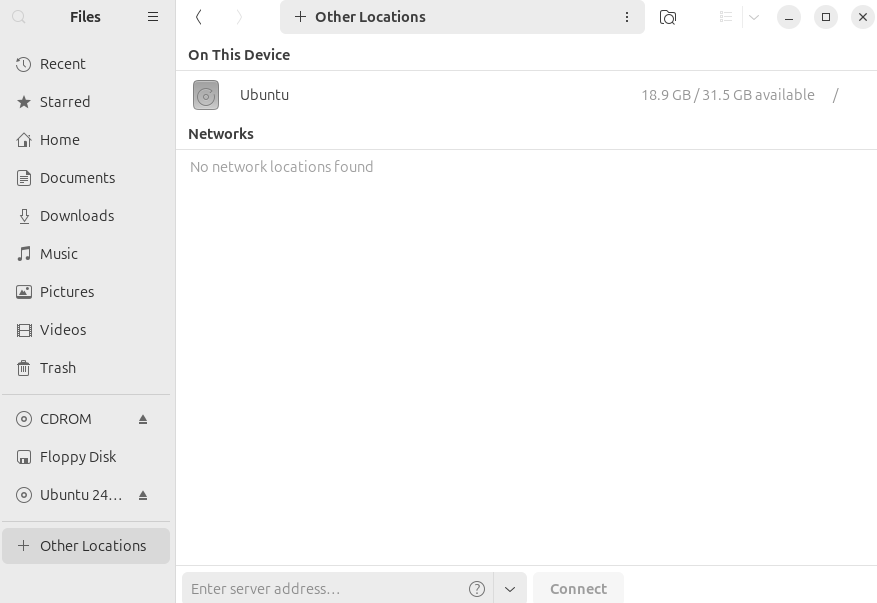 Files
Other Locations
Recent
Starred
Home
Documents
Downloads
Music
Pictures
Videos
Trash
CDROM
Floppy Disk
Ubuntu 24…
Other Locations
On This Device
Ubuntu 18.9 GB / 31.5 GB available /
Networks
No network locations found
Enter server address…
Connect